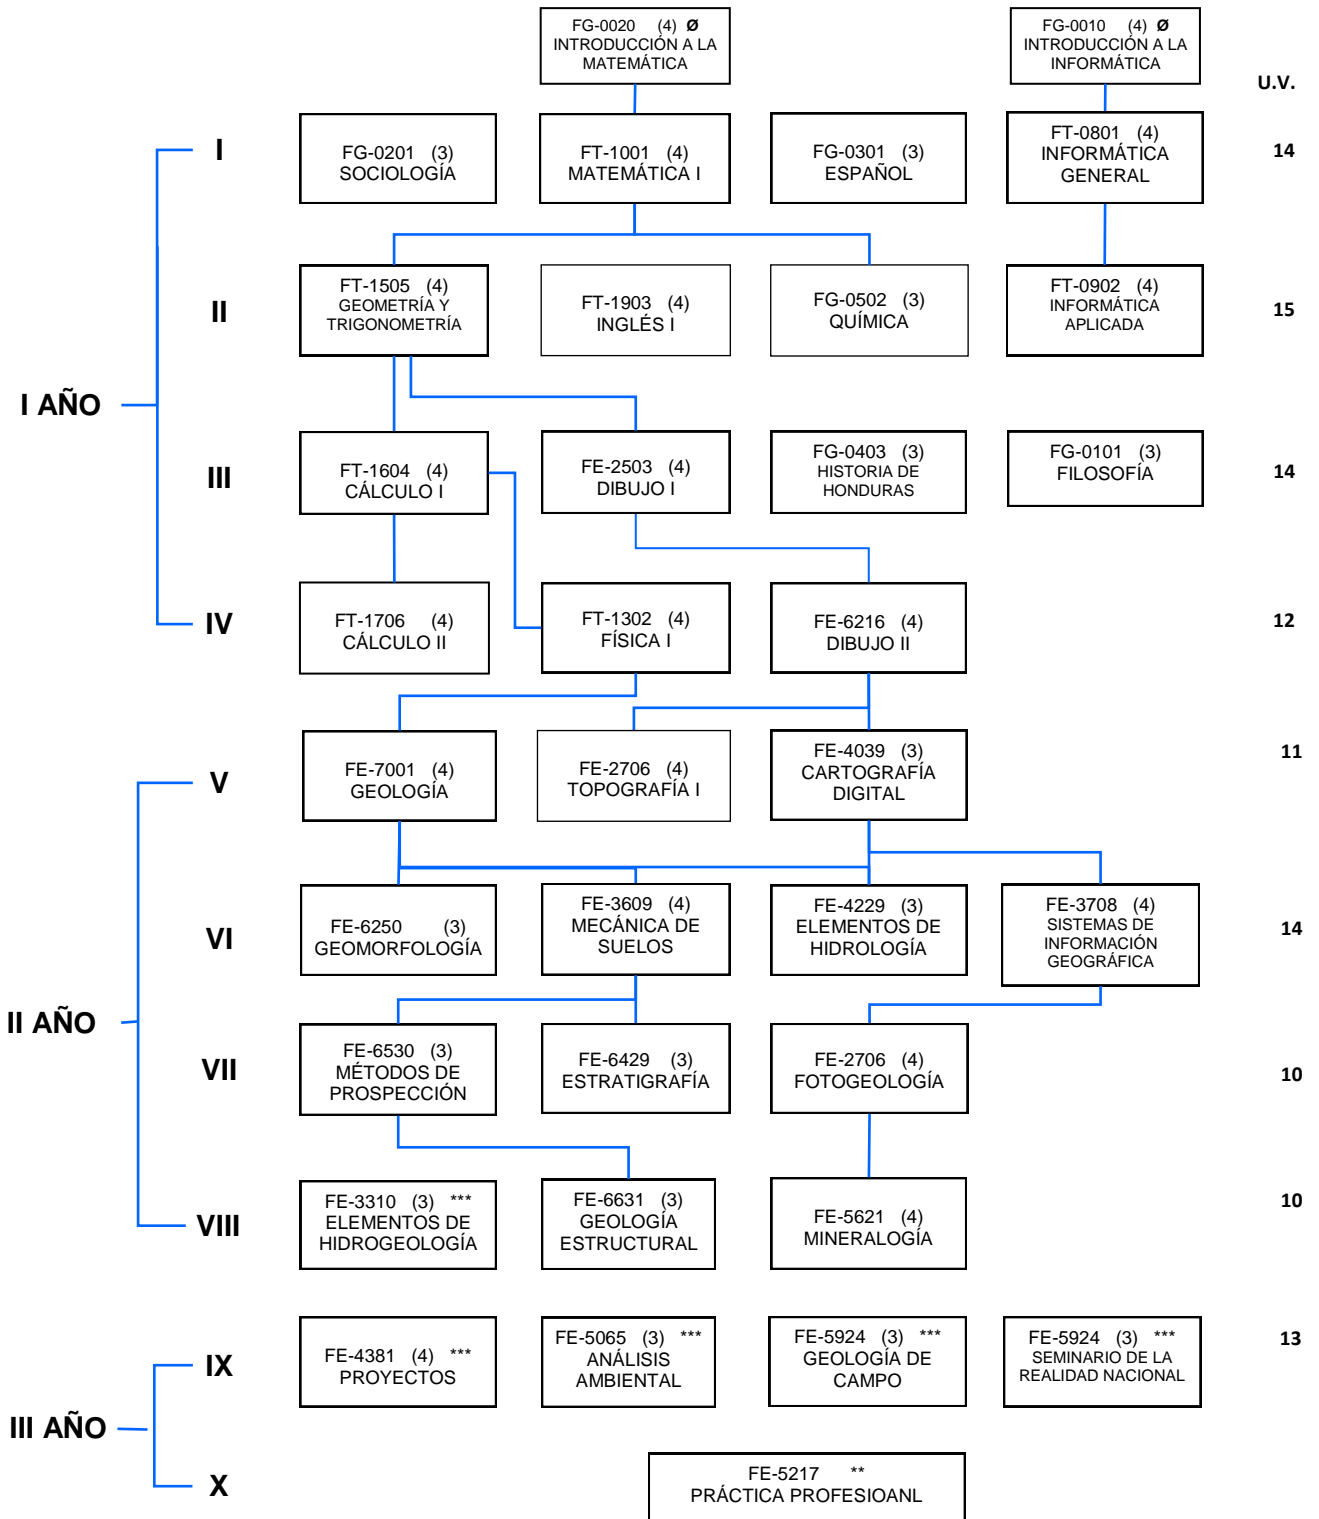 FG-0020 (4) Ø
INTRODUCCIÓN A LA
MATEMÁTICA
FG-0010 (4) Ø
INTRODUCCIÓN A LA
INFORMÁTICA
U.V.
I
FG-0201 (3)
SOCIOLOGÍA
FT-1001 (4)
MATEMÁTICA I
FG-0301 (3)
ESPAÑOL
FT-0801 (4)
INFORMÁTICA
GENERAL
14
II
FT-1505 (4)
GEOMETRÍA Y
TRIGONOMETRÍA
FT-1903 (4)
INGLÉS I
FG-0502 (3)
QUÍMICA
FT-0902 (4)
INFORMÁTICA
APLICADA
15
I AÑO
III
FT-1604 (4)
CÁLCULO I
FE-2503 (4)
DIBUJO I
FG-0403 (3)
HISTORIA DE
HONDURAS
FG-0101 (3)
FILOSOFÍA
14
IV
FT-1706 (4)
CÁLCULO II
FT-1302 (4)
FÍSICA I
FE-6216 (4)
DIBUJO II
12
V
FE-7001 (4)
GEOLOGÍA
FE-2706 (4)
TOPOGRAFÍA I
FE-4039 (3)
CARTOGRAFÍA
DIGITAL
11
VI
FE-6250 (3)
GEOMORFOLOGÍA
FE-3609 (4)
MECÁNICA DE
SUELOS
FE-4229 (3)
ELEMENTOS DE
HIDROLOGÍA
FE-3708 (4)
SISTEMAS DE
INFORMACIÓN
GEOGRÁFICA
14
II AÑO
VII
FE-6530 (3)
MÉTODOS DE
PROSPECCIÓN
FE-6429 (3)
ESTRATIGRAFÍA
FE-2706 (4)
FOTOGEOLOGÍA
10
VIII
FE-3310 (3) ***
ELEMENTOS DE
HIDROGEOLOGÍA
FE-6631 (3)
GEOLOGÍA
ESTRUCTURAL
FE-5621 (4)
MINERALOGÍA
10
IX
FE-4381 (4) ***
PROYECTOS
FE-5065 (3) ***
ANÁLISIS
AMBIENTAL
FE-5924 (3) ***
GEOLOGÍA DE
CAMPO
FE-5924 (3) ***
SEMINARIO DE LA
REALIDAD NACIONAL
13
III AÑO
X
FE-5217 **
PRÁCTICA PROFESIOANL